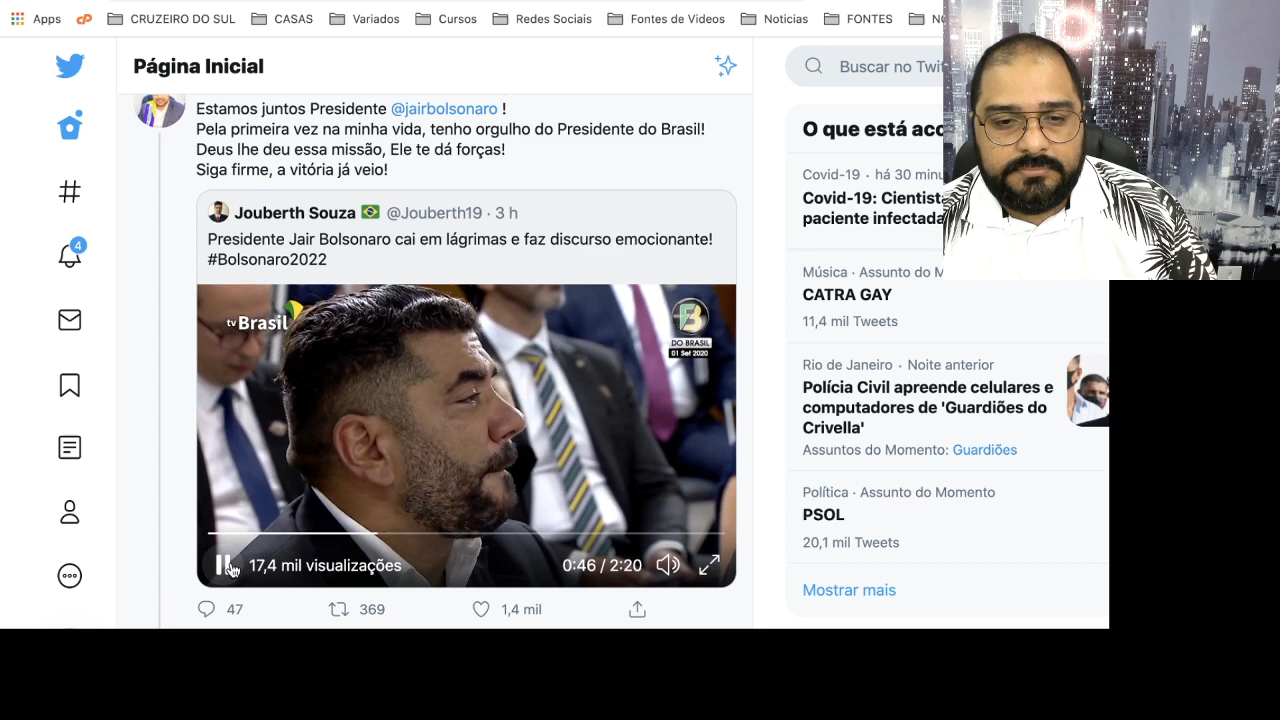 Apps
CRUZEIRO DO SUL
CASAS
Variados
Cursos
Redes Sociais
Fontes de Videos
Noticias
FONTES
Página Inicial
Estamos juntos Presidente @jairbolsonaro !
Pela primeira vez na minha vida, tenho orgulho do Presidente do Brasil!
Deus lhe deu essa missão, Ele te dá forças!
Siga firme, a vitória já veio!
Jouberth Souza @Jouberth19 · 3 h
Presidente Jair Bolsonaro cai em lágrimas e faz discurso emocionante!
#Bolsonaro2022
tv Brasil
DO BRASIL
01 Set 2020
17,4 mil visualizações
0:46 / 2:20
47
369
1,4 mil
4
Buscar no
O que está
Covid-19 · há 30
Covid-19:
paciente
Música · Assunto do
CATRA GAY
11,4 mil Tweets
Rio de Janeiro · Noite anterior
Polícia Civil apreende celulares e
computadores de 'Guardiões do
Crivella'
Assuntos do Momento: Guardiões
Política · Assunto do Momento
PSOL
20,1 mil Tweets
Mostrar mais